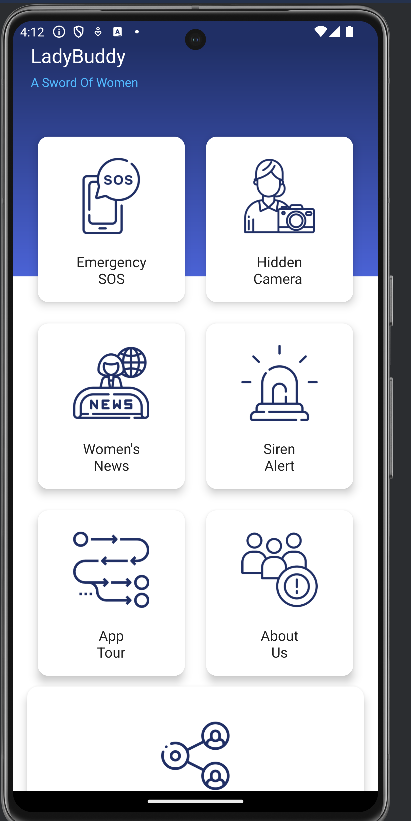 4:12
LadyBuddy
A Sword Of Women
SOS
Emergency
SOS
Hidden
Camera
NEWS
Women's
News
Siren
Alert
App
Tour
About
Us